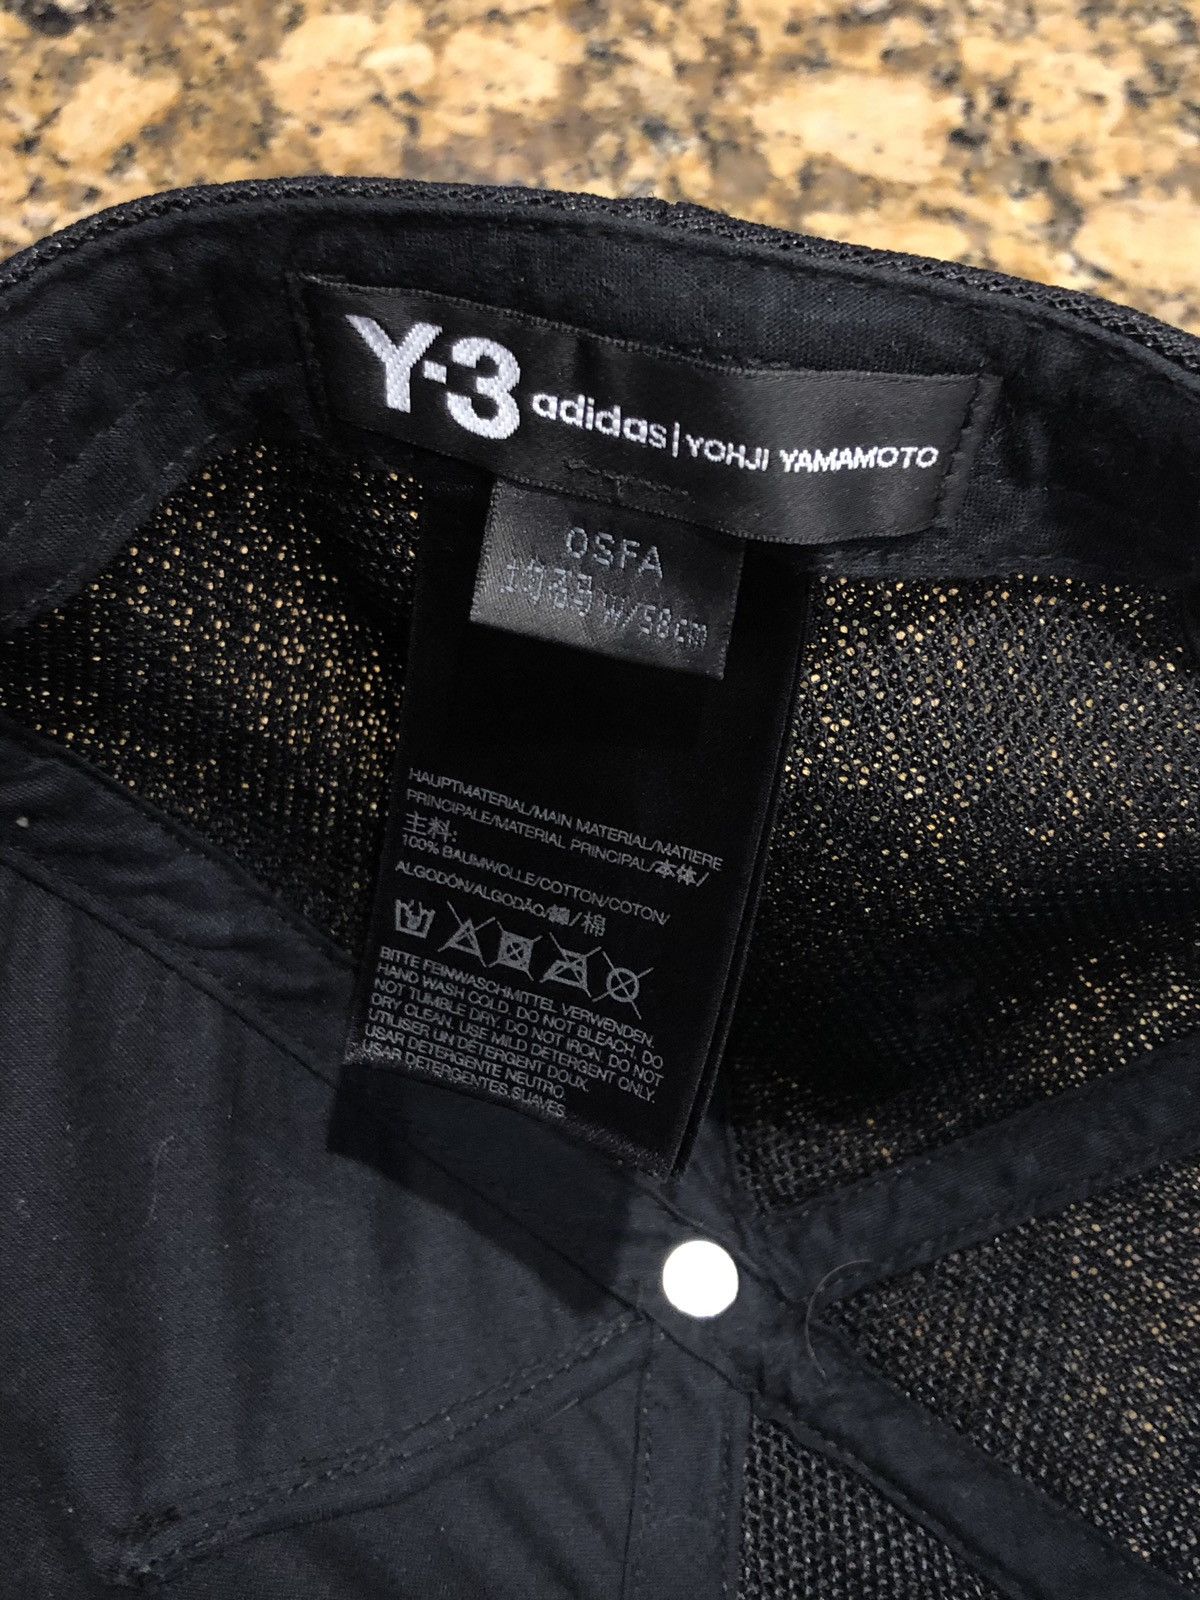 Y-3 adidas | YOHJI YAMAMOTO
OSFA
W/58cm
HAUPTMATERIAL/MAIN MATERIAL/MATIERE
PRINCIPALE/MATERIAL PRINCIPAL/本体/
主料:
100% BAUMWOLLE/COTTON/COTON/
ALGODÓN/ALGODÃO/綿/棉
BITTE FEINWASCHMITTEL VERWENDEN.
HAND WASH COLD. DO NOT BLEACH. DO
NOT TUMBLE DRY. DO NOT IRON. DO NOT
DRY CLEAN. USE MILD DETERGENT ONLY.
UTILISER UN DÉTERGENT DOUX.
USAR DETERGENTE NEUTRO.
USAR DETERGENTES SUAVES.